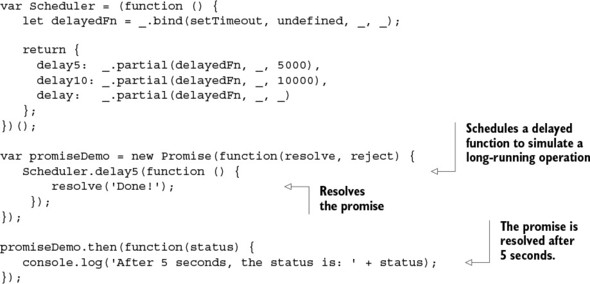 var Scheduler = (function () {
    let delayedFn = _.bind(setTimeout, undefined, _, _);

    return {
      delay5:  _.partial(delayedFn, _, 5000),
      delay10: _.partial(delayedFn, _, 10000),
      delay:   _.partial(delayedFn, _, _)
    };
})();
Schedules a delayed
function to simulate a
long-running operation
var promiseDemo = new Promise(function(resolve, reject) {
    Scheduler.delay5(function () {
        resolve('Done!');
     });
});
Resolves
the promise
The promise is
resolved after
5 seconds.
promiseDemo.then(function(status) {
    console.log('After 5 seconds, the status is: ' + status);
});